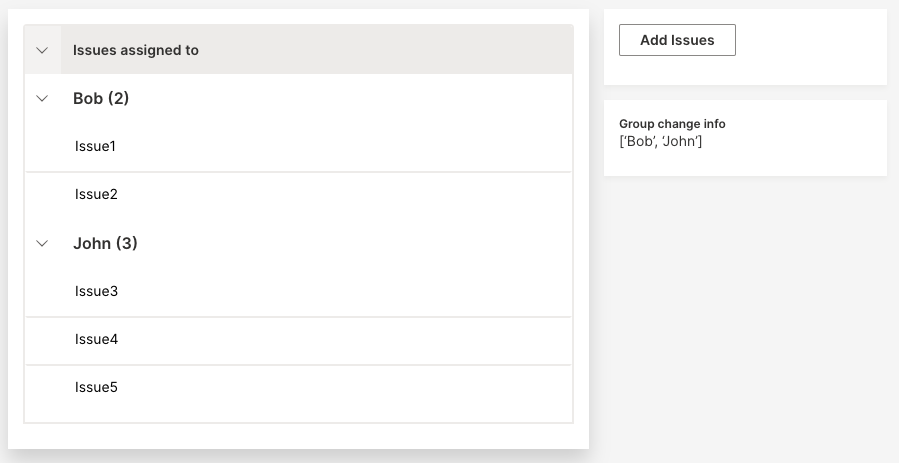 Issues assigned to
Bob (2)
Issue1
Issue2
John (3)
Issue3
Issue4
Issue5
Add Issues
Group change info
[‘Bob’, ‘John’]